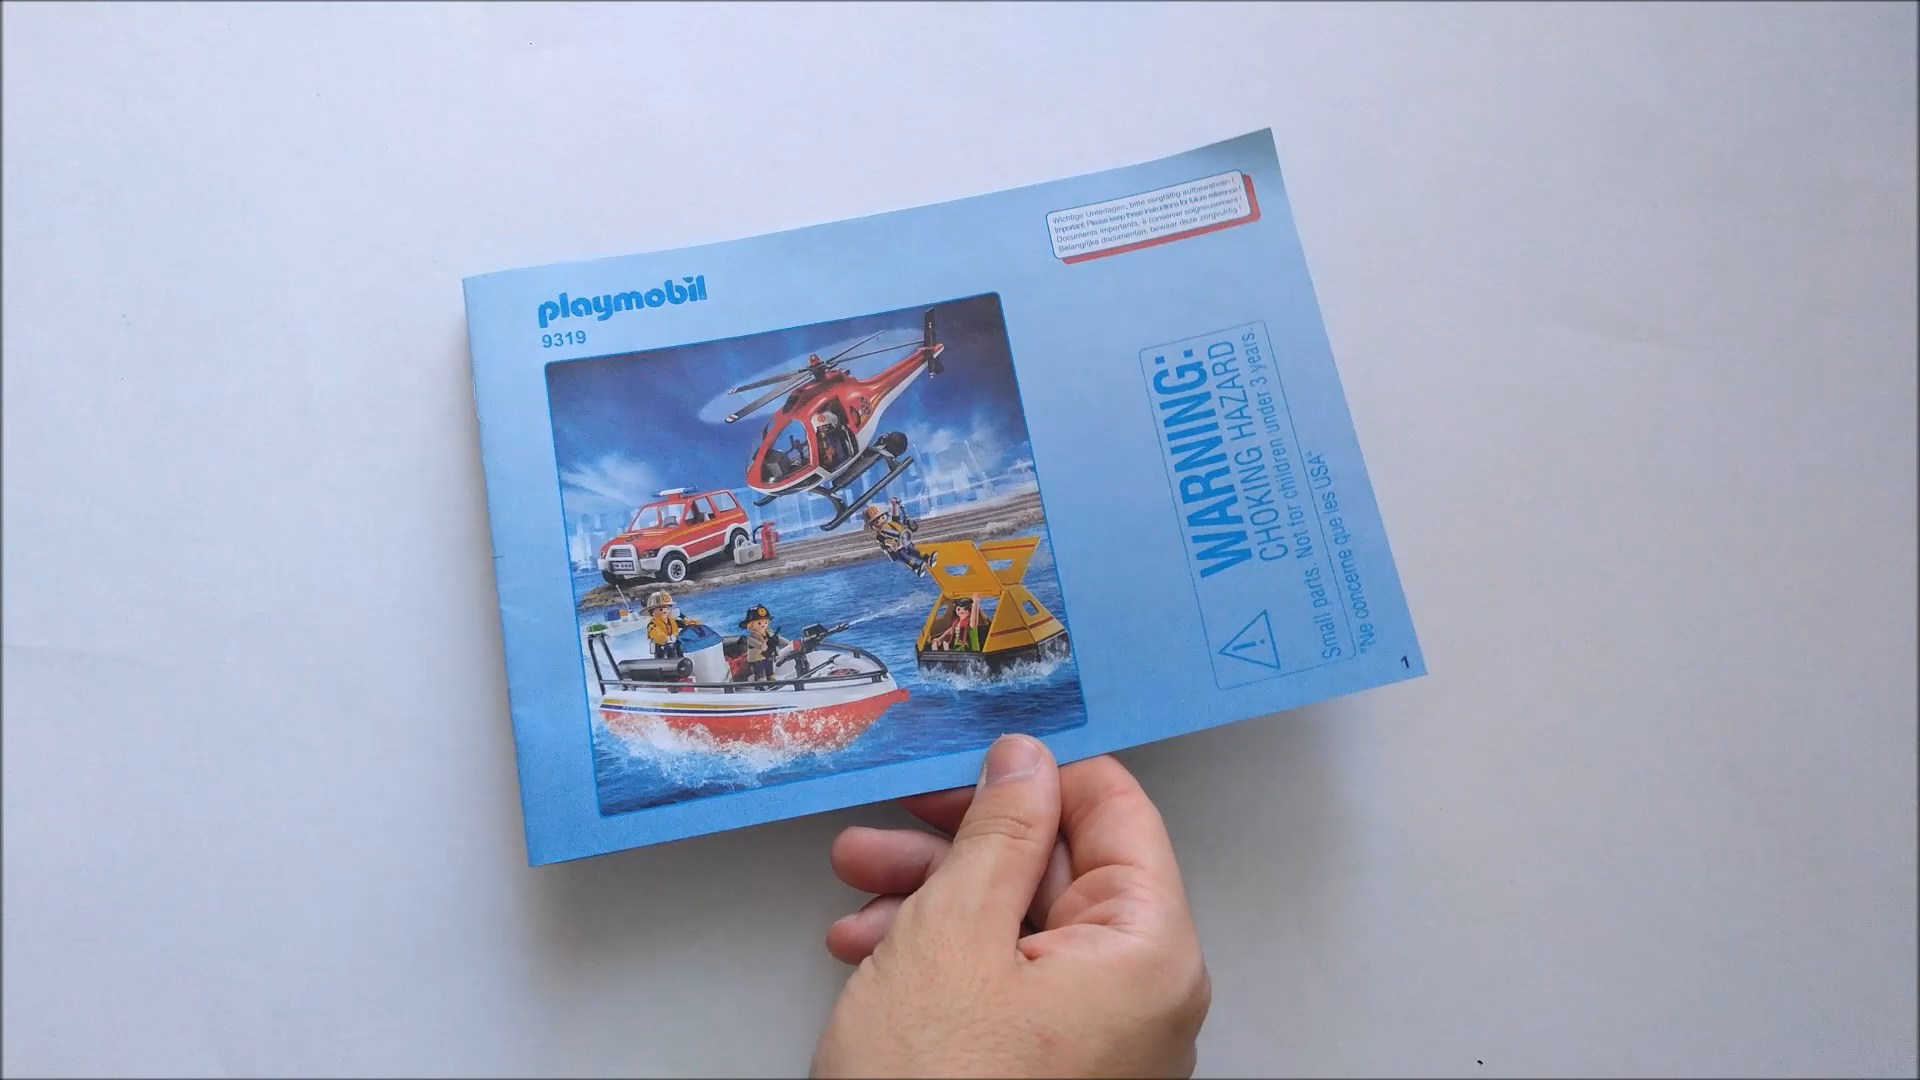 playmobil
9319
Wichtige Unterlagen, bitte sorgfältig aufbewahren !
Important: Please keep these instructions for future reference !
Documents importants, à conserver soigneusement !
Belangrijke documenten, bewaar deze zorgvuldig !
WARNING:
CHOKING HAZARD
Small parts. Not for children under 3 years.
"Ne concerne que les USA"
1